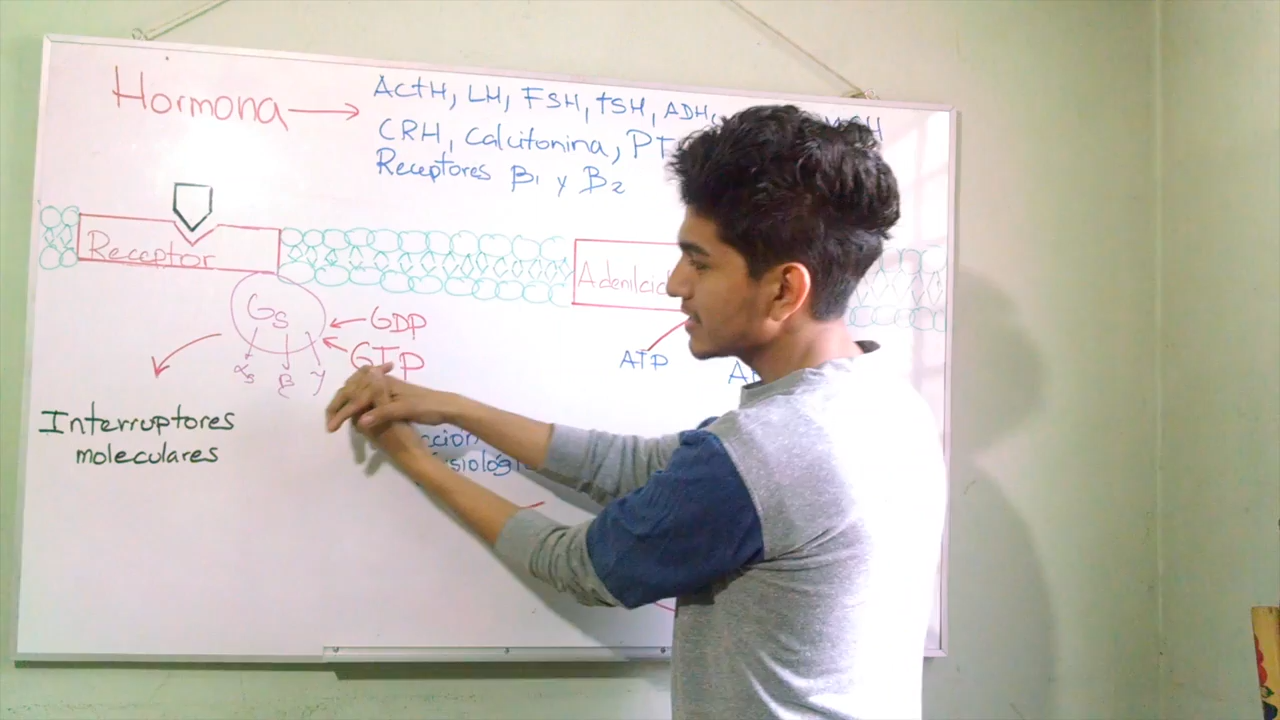 Hormona → ActH, LH, FSH, tSH, ADH, MSH
CRH, calcitonina,
Receptores β1 y β2
Receptor
Gs
GDP
GTP
αs β γ
ATP
Interruptores
moleculares